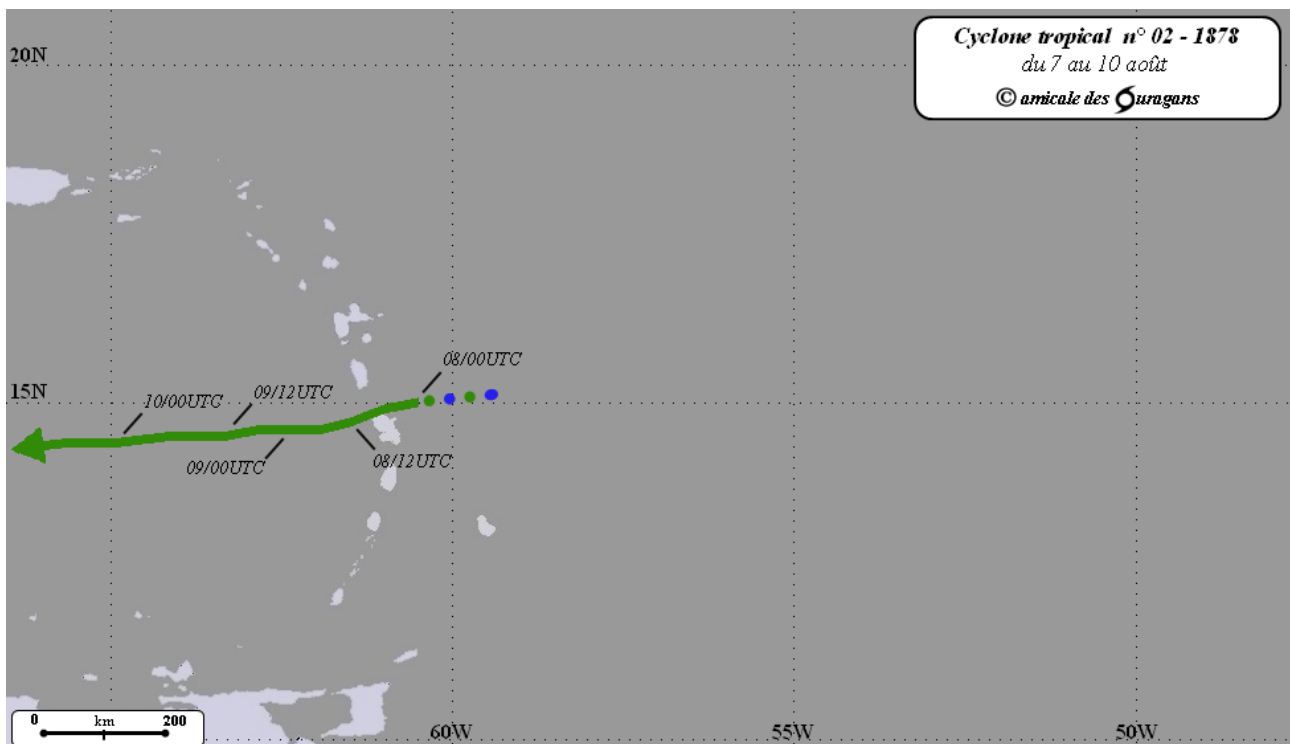 Cyclone tropical n° 02 - 1878
du 7 au 10 août
© amicale des Ouragans
20N
08/00UTC
15N
09/12UTC
10/00UTC
09/00UTC
08/12UTC
0 km 200
60W 55W 50W